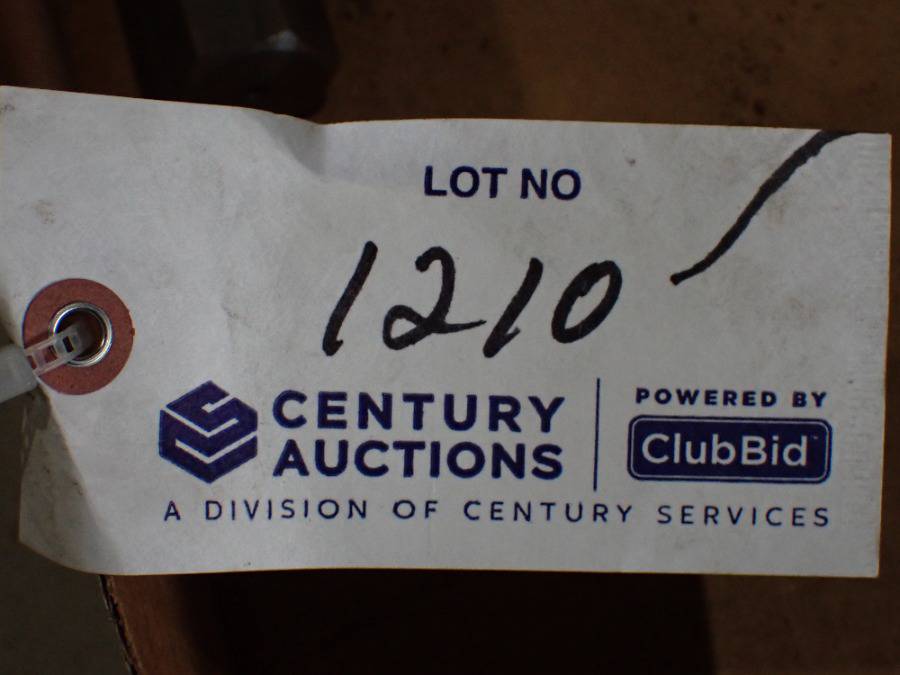 LOT NO
1210
CENTURY AUCTIONS
POWERED BY
ClubBid
A DIVISION OF CENTURY SERVICES